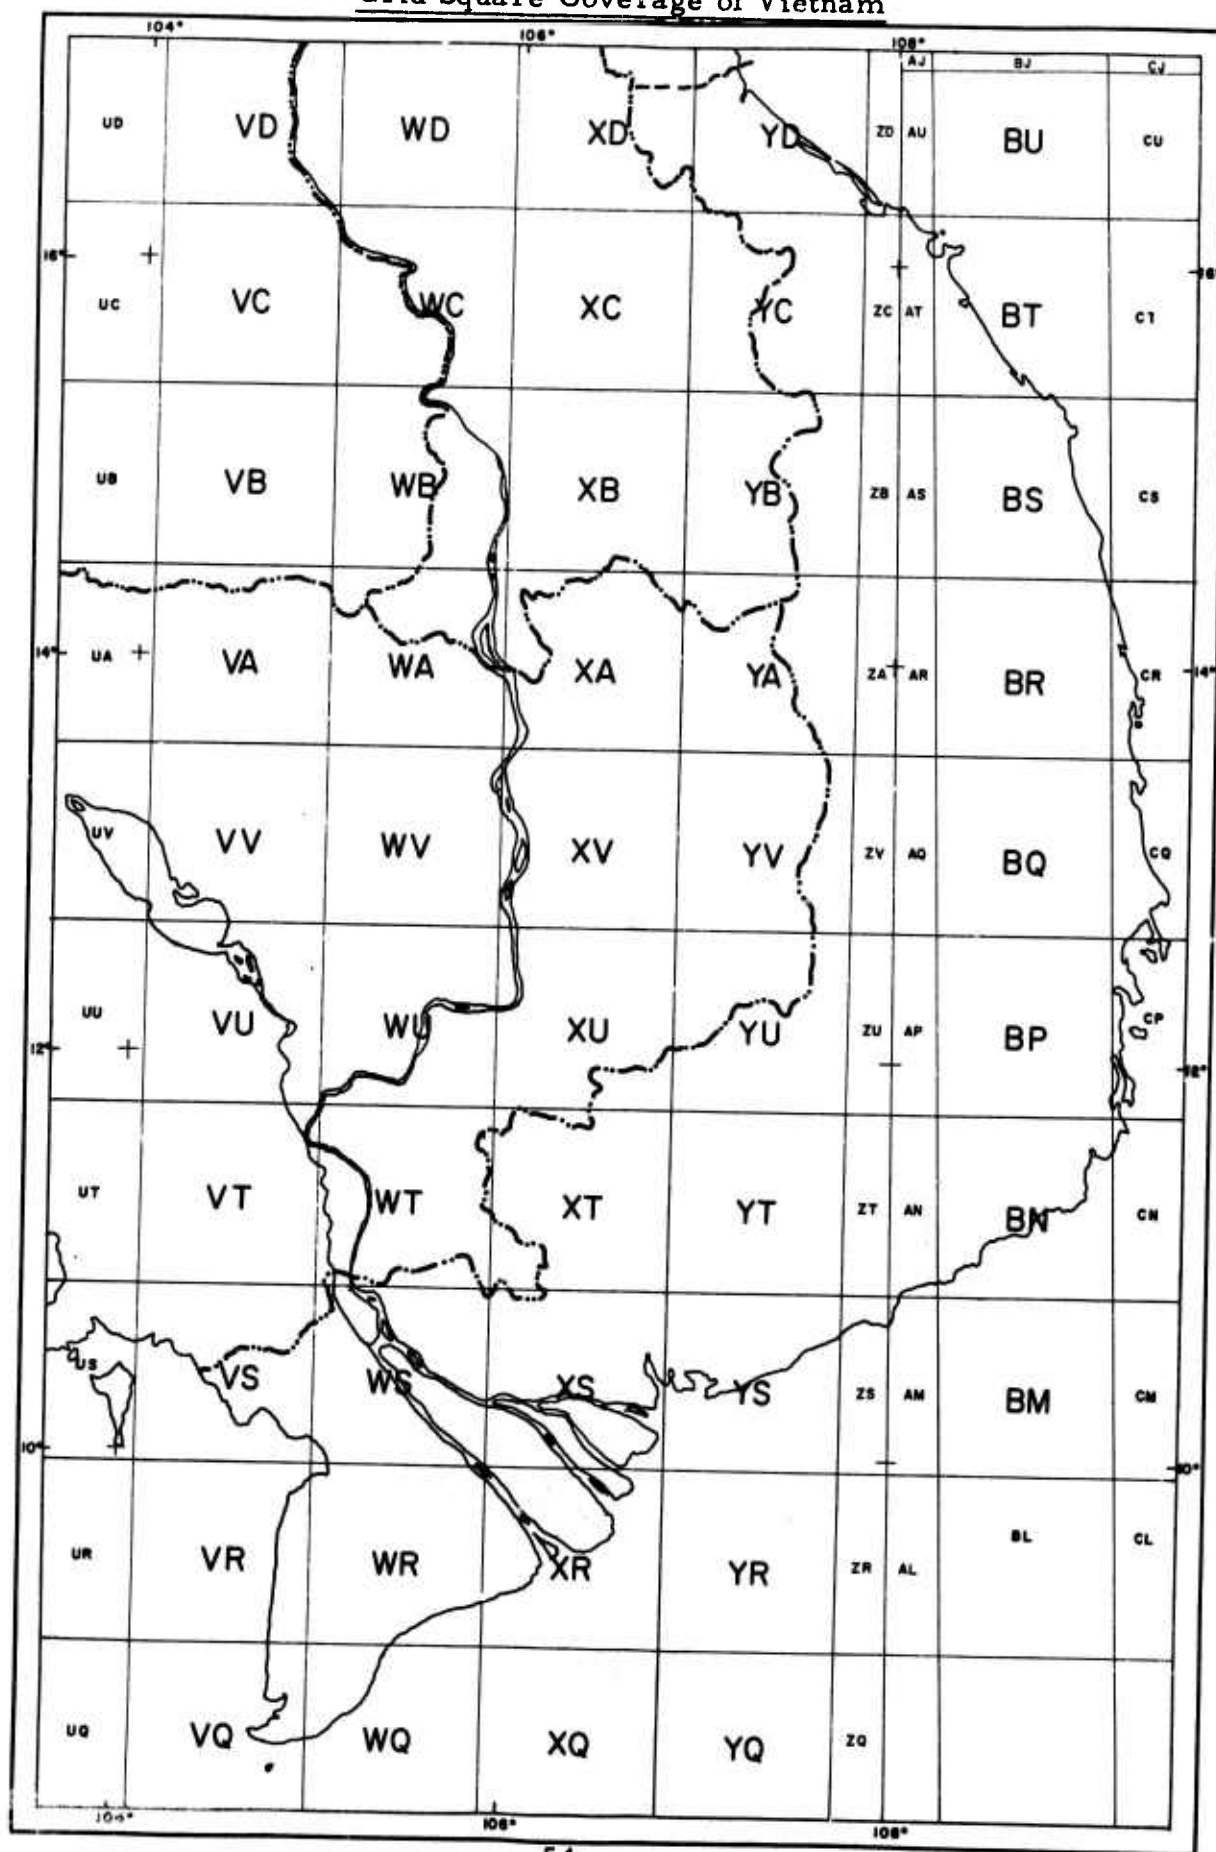 Grid Square Coverage of Vietnam
104° 106° 108°
AJ BJ CJ
UD VD WD XD YD ZD AU BU CU
16° 16°
UC VC WC XC YC ZC AT BT CT
UB VB WB XB YB ZB AS BS CS
14° UA VA WA XA YA ZA AR BR CR 14°
UV VV WV XV YV ZV AQ BQ CQ
UU VU WU XU YU ZU AP BP CP
12° 12°
UT VT WT XT YT ZT AN BN CN
US VS WS XS YS ZS AM BM CM
10° 10°
UR VR WR XR YR ZR AL BL CL
UQ VQ WQ XQ YQ ZQ
104° 106° 108°